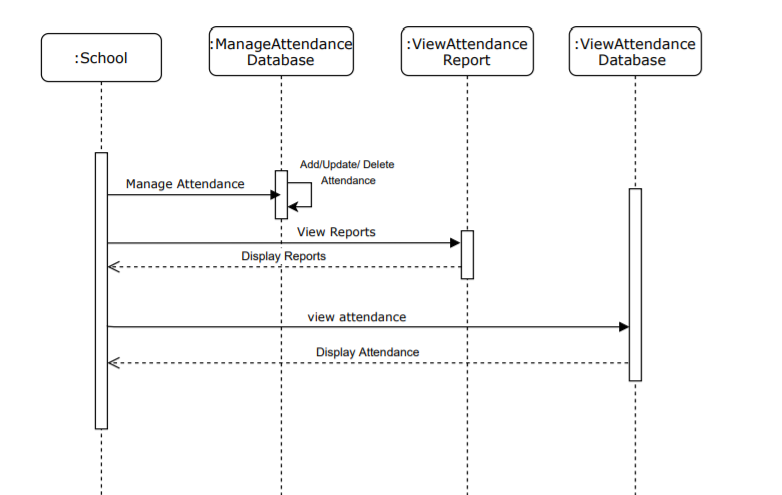 :School
:ManageAttendance
Database
:ViewAttendance
Report
:ViewAttendance
Database
Add/Update/ Delete
Attendance
Manage Attendance
View Reports
Display Reports
view attendance
Display Attendance